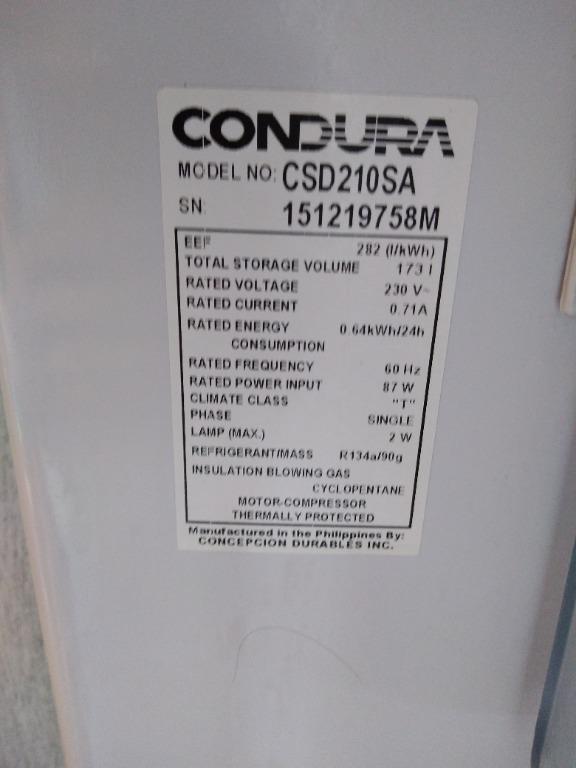 CONDURA
MODEL NO: CSD210SA
SN: 151219758M
EEF 282 (l/kWh)
TOTAL STORAGE VOLUME 173 l
RATED VOLTAGE 230 V~
RATED CURRENT 0.71A
RATED ENERGY 0.64kWh/24h
CONSUMPTION
RATED FREQUENCY 60 Hz
RATED POWER INPUT 87 W
CLIMATE CLASS "T"
PHASE SINGLE
LAMP (MAX.) 2 W
REFRIGERANT/MASS R134a/90g
INSULATION BLOWING GAS
CYCLOPENTANE
MOTOR-COMPRESSOR
THERMALLY PROTECTED
Manufactured in the Philippines By:
CONCEPCION DURABLES INC.